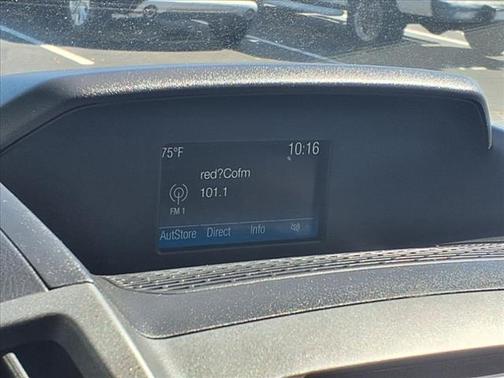 75°F 10:16
red?Cofm
101.1
FM 1
AutStore Direct Info